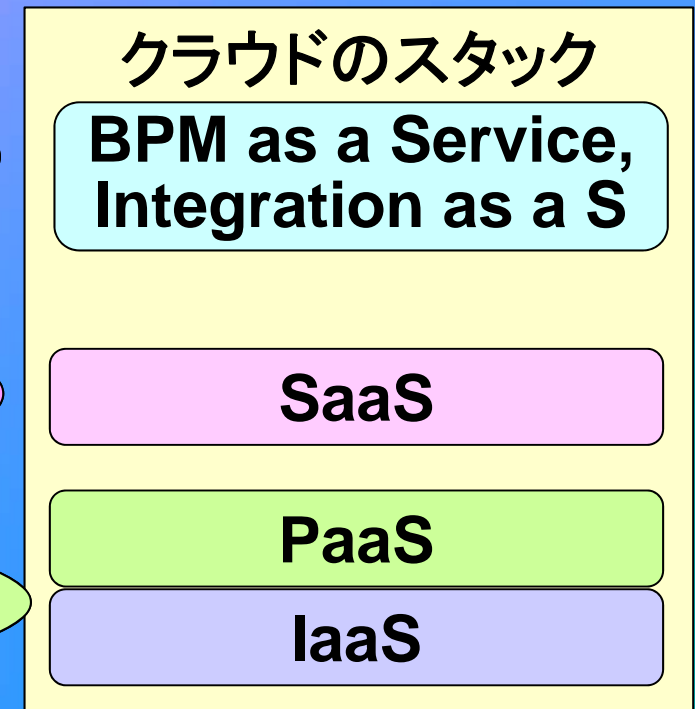 クラウドのスタック
BPM as a Service,
Integration as a S
SaaS
PaaS
IaaS